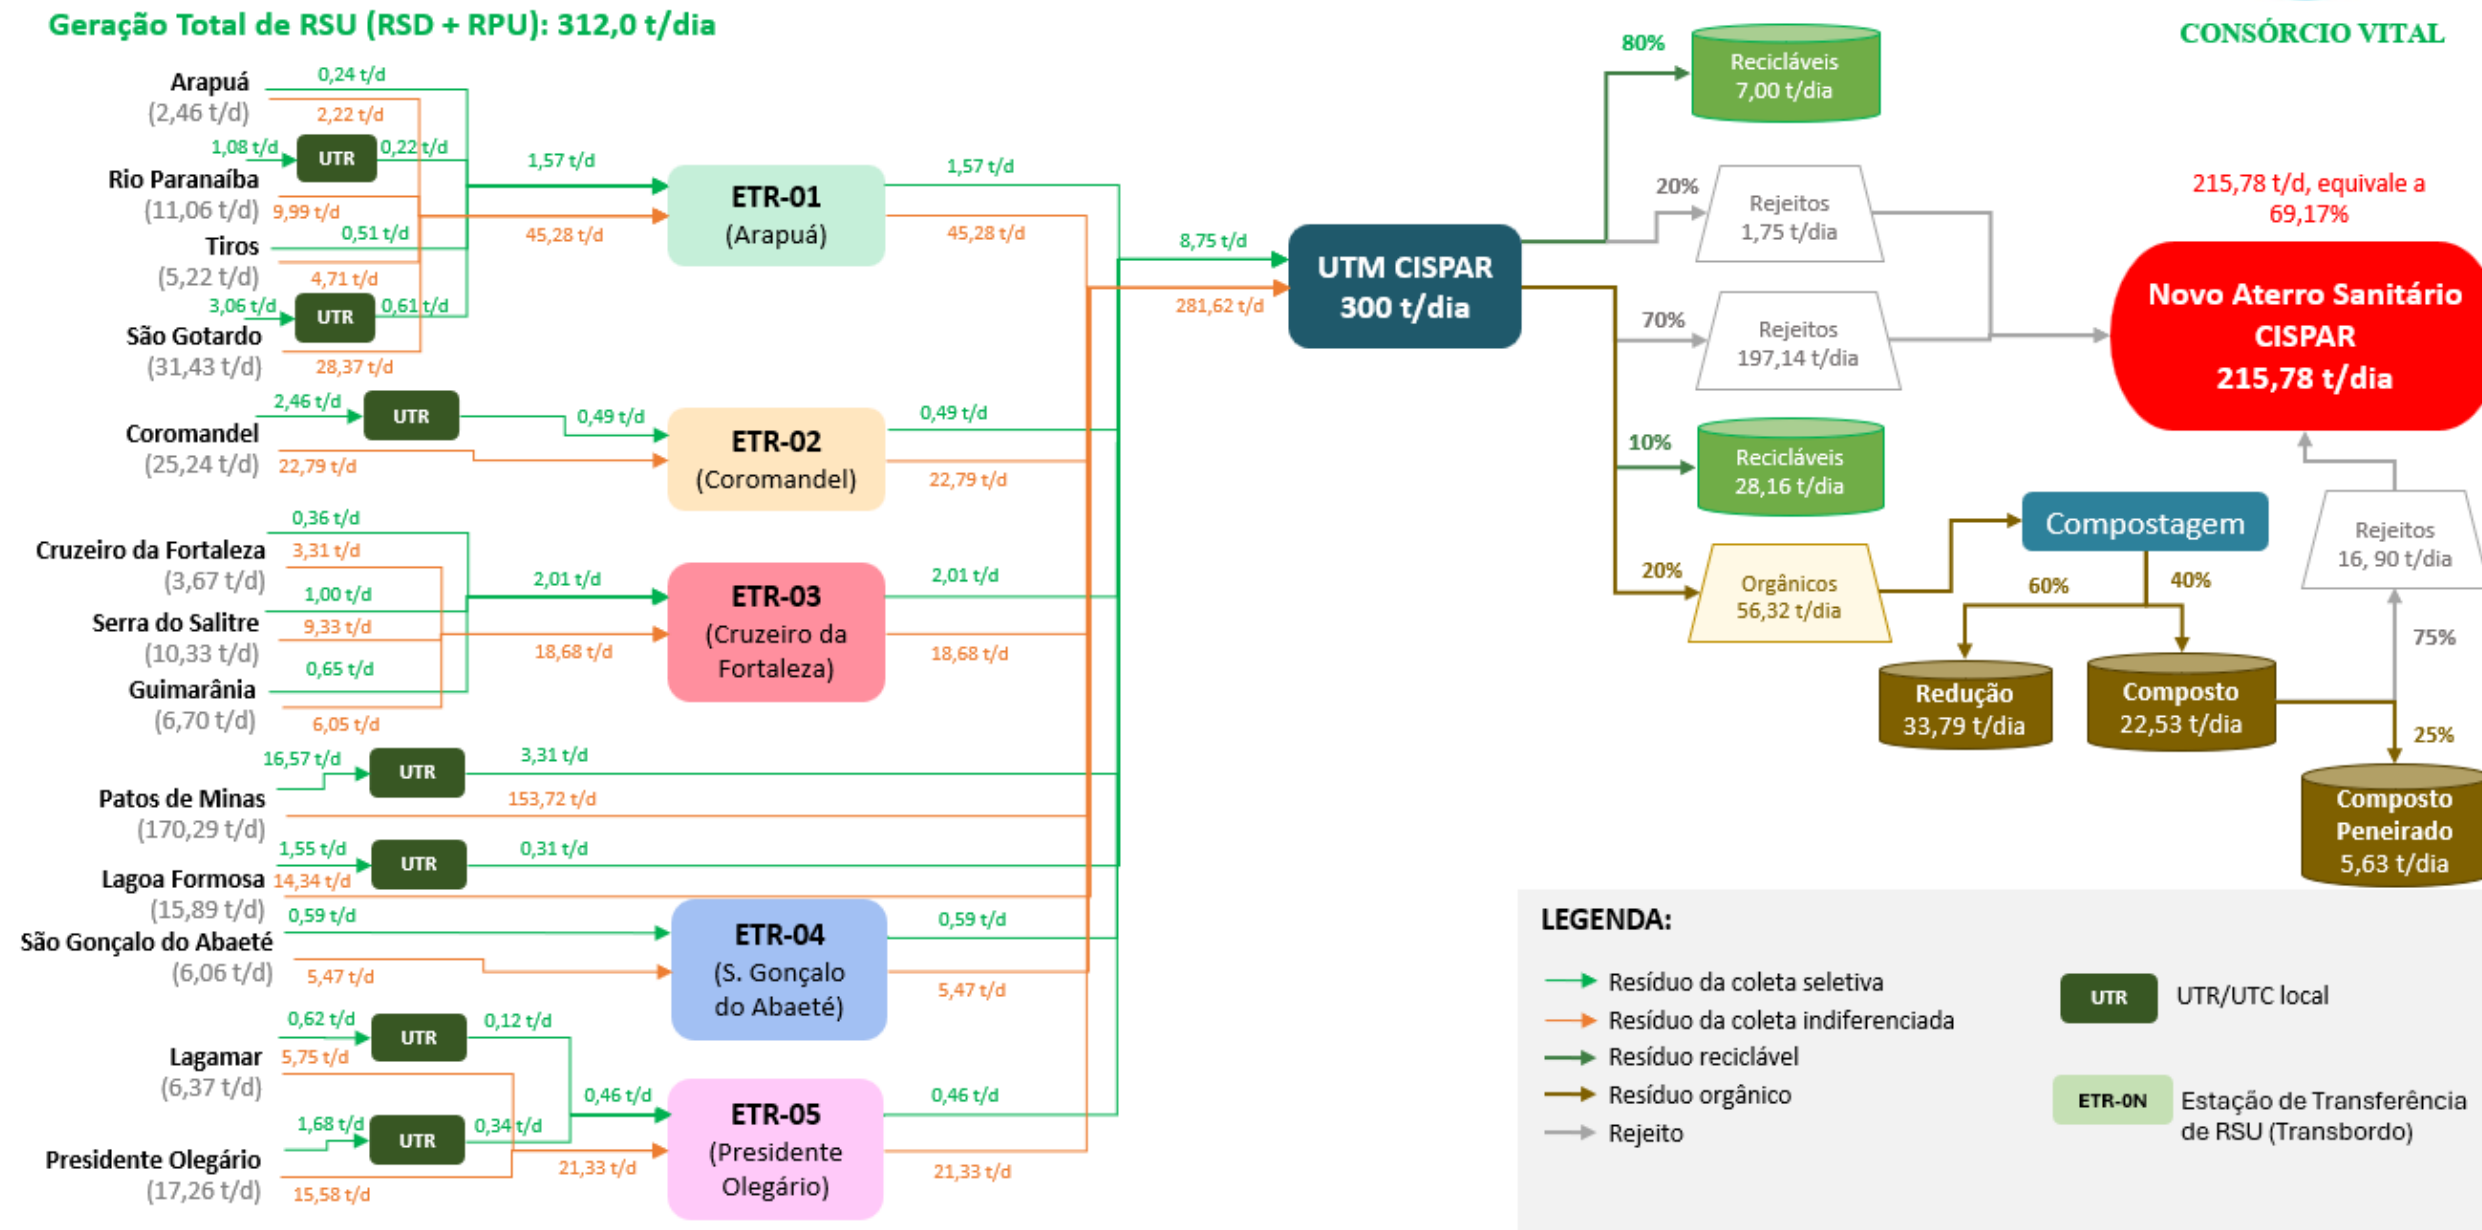 Geração Total de RSU (RSD + RPU): 312,0 t/dia
CONSÓRCIO VITAL
Arapuá
(2,46 t/d)
0,24 t/d
2,22 t/d
1,08 t/d
UTR
0,22 t/d
Rio Paranaíba
(11,06 t/d)
9,99 t/d
Tiros
(5,22 t/d)
0,51 t/d
4,71 t/d
3,06 t/d
UTR
0,61 t/d
São Gotardo
(31,43 t/d)
28,37 t/d
1,57 t/d
45,28 t/d
ETR-01
(Arapuá)
1,57 t/d
45,28 t/d
2,46 t/d
UTR
0,49 t/d
Coromandel
(25,24 t/d)
22,79 t/d
ETR-02
(Coromandel)
0,49 t/d
22,79 t/d
0,36 t/d
Cruzeiro da Fortaleza
(3,67 t/d)
3,31 t/d
1,00 t/d
Serra do Salitre
(10,33 t/d)
9,33 t/d
0,65 t/d
Guimarânia
(6,70 t/d)
6,05 t/d
2,01 t/d
18,68 t/d
ETR-03
(Cruzeiro da
Fortaleza)
2,01 t/d
18,68 t/d
16,57 t/d
UTR
3,31 t/d
Patos de Minas
(170,29 t/d)
153,72 t/d
1,55 t/d
UTR
0,31 t/d
Lagoa Formosa
(15,89 t/d)
14,34 t/d
0,59 t/d
São Gonçalo do Abaeté
(6,06 t/d)
5,47 t/d
ETR-04
(S. Gonçalo
do Abaeté)
0,59 t/d
5,47 t/d
0,62 t/d
UTR
0,12 t/d
Lagamar
(6,37 t/d)
5,75 t/d
1,68 t/d
UTR
0,34 t/d
Presidente Olegário
(17,26 t/d)
15,58 t/d
0,46 t/d
21,33 t/d
ETR-05
(Presidente
Olegário)
0,46 t/d
21,33 t/d
8,75 t/d
281,62 t/d
UTM CISPAR
300 t/dia
80%
Recicláveis
7,00 t/dia
20%
Rejeitos
1,75 t/dia
70%
Rejeitos
197,14 t/dia
10%
Recicláveis
28,16 t/dia
20%
Orgânicos
56,32 t/dia
215,78 t/d, equivale a
69,17%
Novo Aterro Sanitário
CISPAR
215,78 t/dia
Compostagem
60%
40%
Redução
33,79 t/dia
Composto
22,53 t/dia
Rejeitos
16, 90 t/dia
75%
25%
Composto
Peneirado
5,63 t/dia
LEGENDA:
Resíduo da coleta seletiva
Resíduo da coleta indiferenciada
Resíduo reciclável
Resíduo orgânico
Rejeito
UTR
UTR/UTC local
ETR-0N
Estação de Transferência
de RSU (Transbordo)